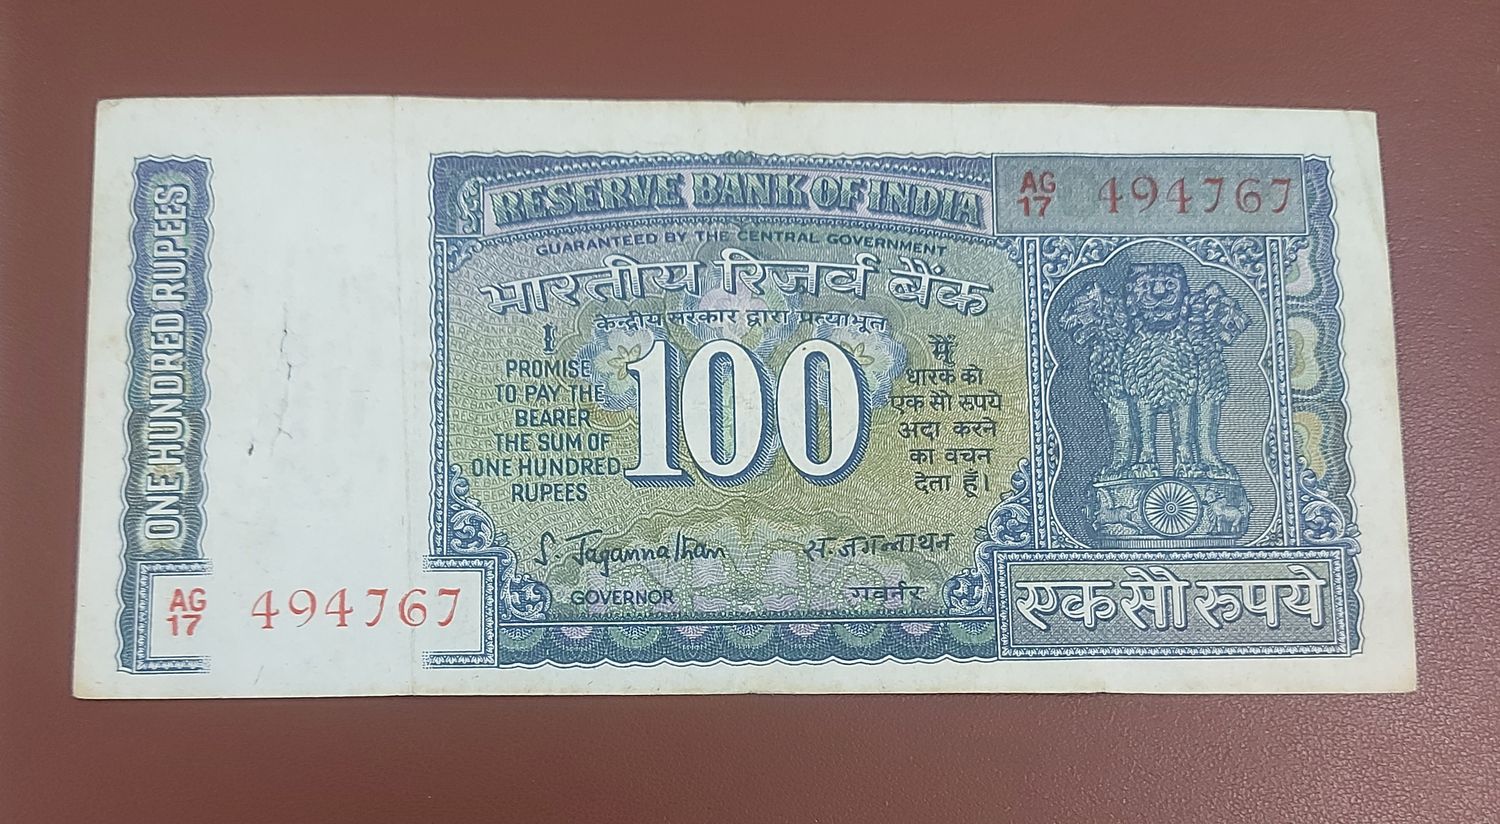 ONE HUNDRED RUPEES
RESERVE BANK OF INDIA
AG
17 494767
GUARANTEED BY THE CENTRAL GOVERNMENT
भारतीय रिज़र्व बैंक
केन्द्रीय सरकार द्वारा प्रत्याभूत
I
PROMISE
TO PAY THE
BEARER
THE SUM OF
ONE HUNDRED
RUPEES
100
मैं
धारक को
एक सौ रुपये
अदा करने
का वचन
देता हूँ।
S. Jagannathan
स. जगन्नाथन
GOVERNOR
गवर्नर
AG
17 494767
एक सौ रुपये